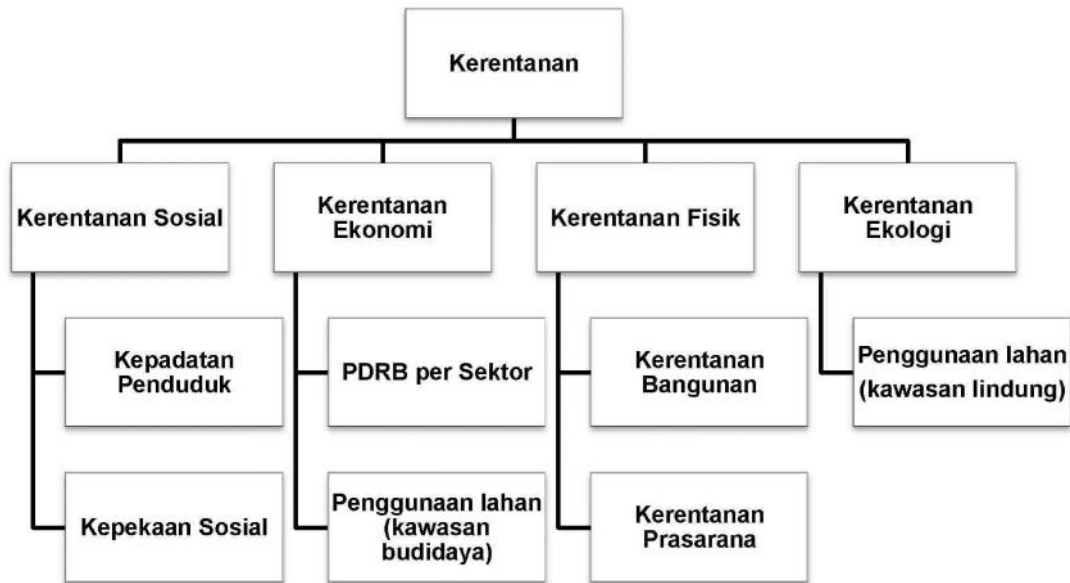 Kerentanan
Kerentanan Sosial
Kerentanan
Ekonomi
Kerentanan Fisik
Kerentanan
Ekologi
Kepadatan
Penduduk
PDRB per Sektor
Kerentanan
Bangunan
Penggunaan lahan
(kawasan lindung)
Kepekaan Sosial
Penggunaan lahan
(kawasan
budidaya)
Kerentanan
Prasarana